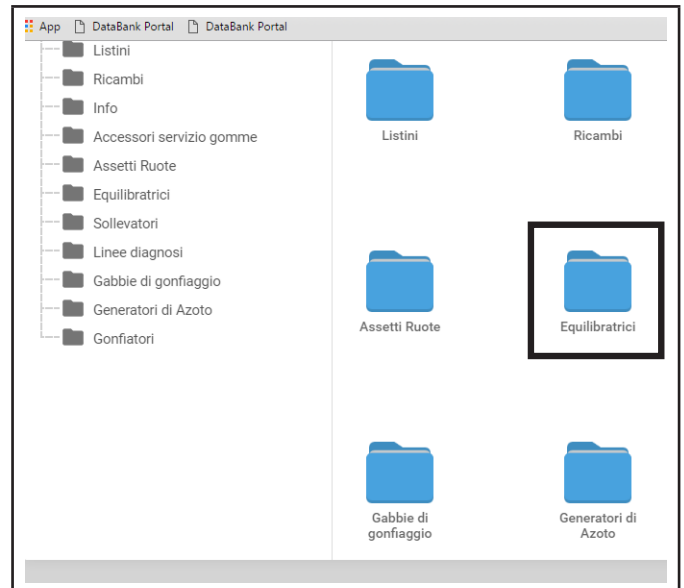 App DataBank Portal DataBank Portal
Listini
Ricambi
Info
Accessori servizio gomme
Assetti Ruote
Equilibratrici
Sollevatori
Linee diagnosi
Gabbie di gonfiaggio
Generatori di Azoto
Gonfiatori
Listini
Ricambi
Assetti Ruote
Equilibratrici
Gabbie di
gonfiaggio
Generatori di
Azoto